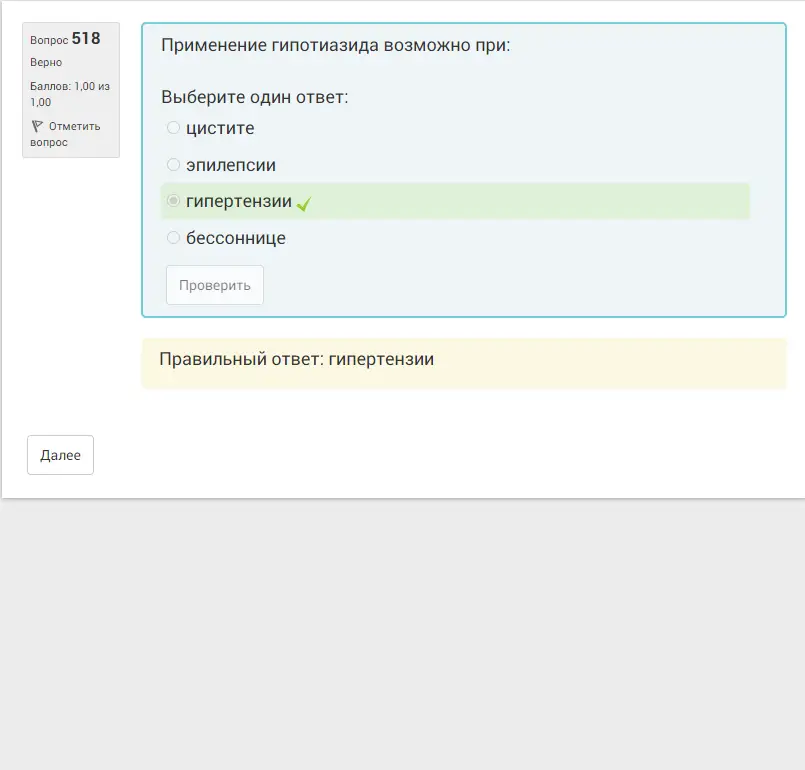 Вопрос 518
Верно
Баллов: 1,00 из
1,00
Отметить
вопрос
Применение гипотиазида возможно при:
Выберите один ответ:
цистите
эпилепсии
гипертензии
бессоннице
Проверить
Правильный ответ: гипертензии
Далее